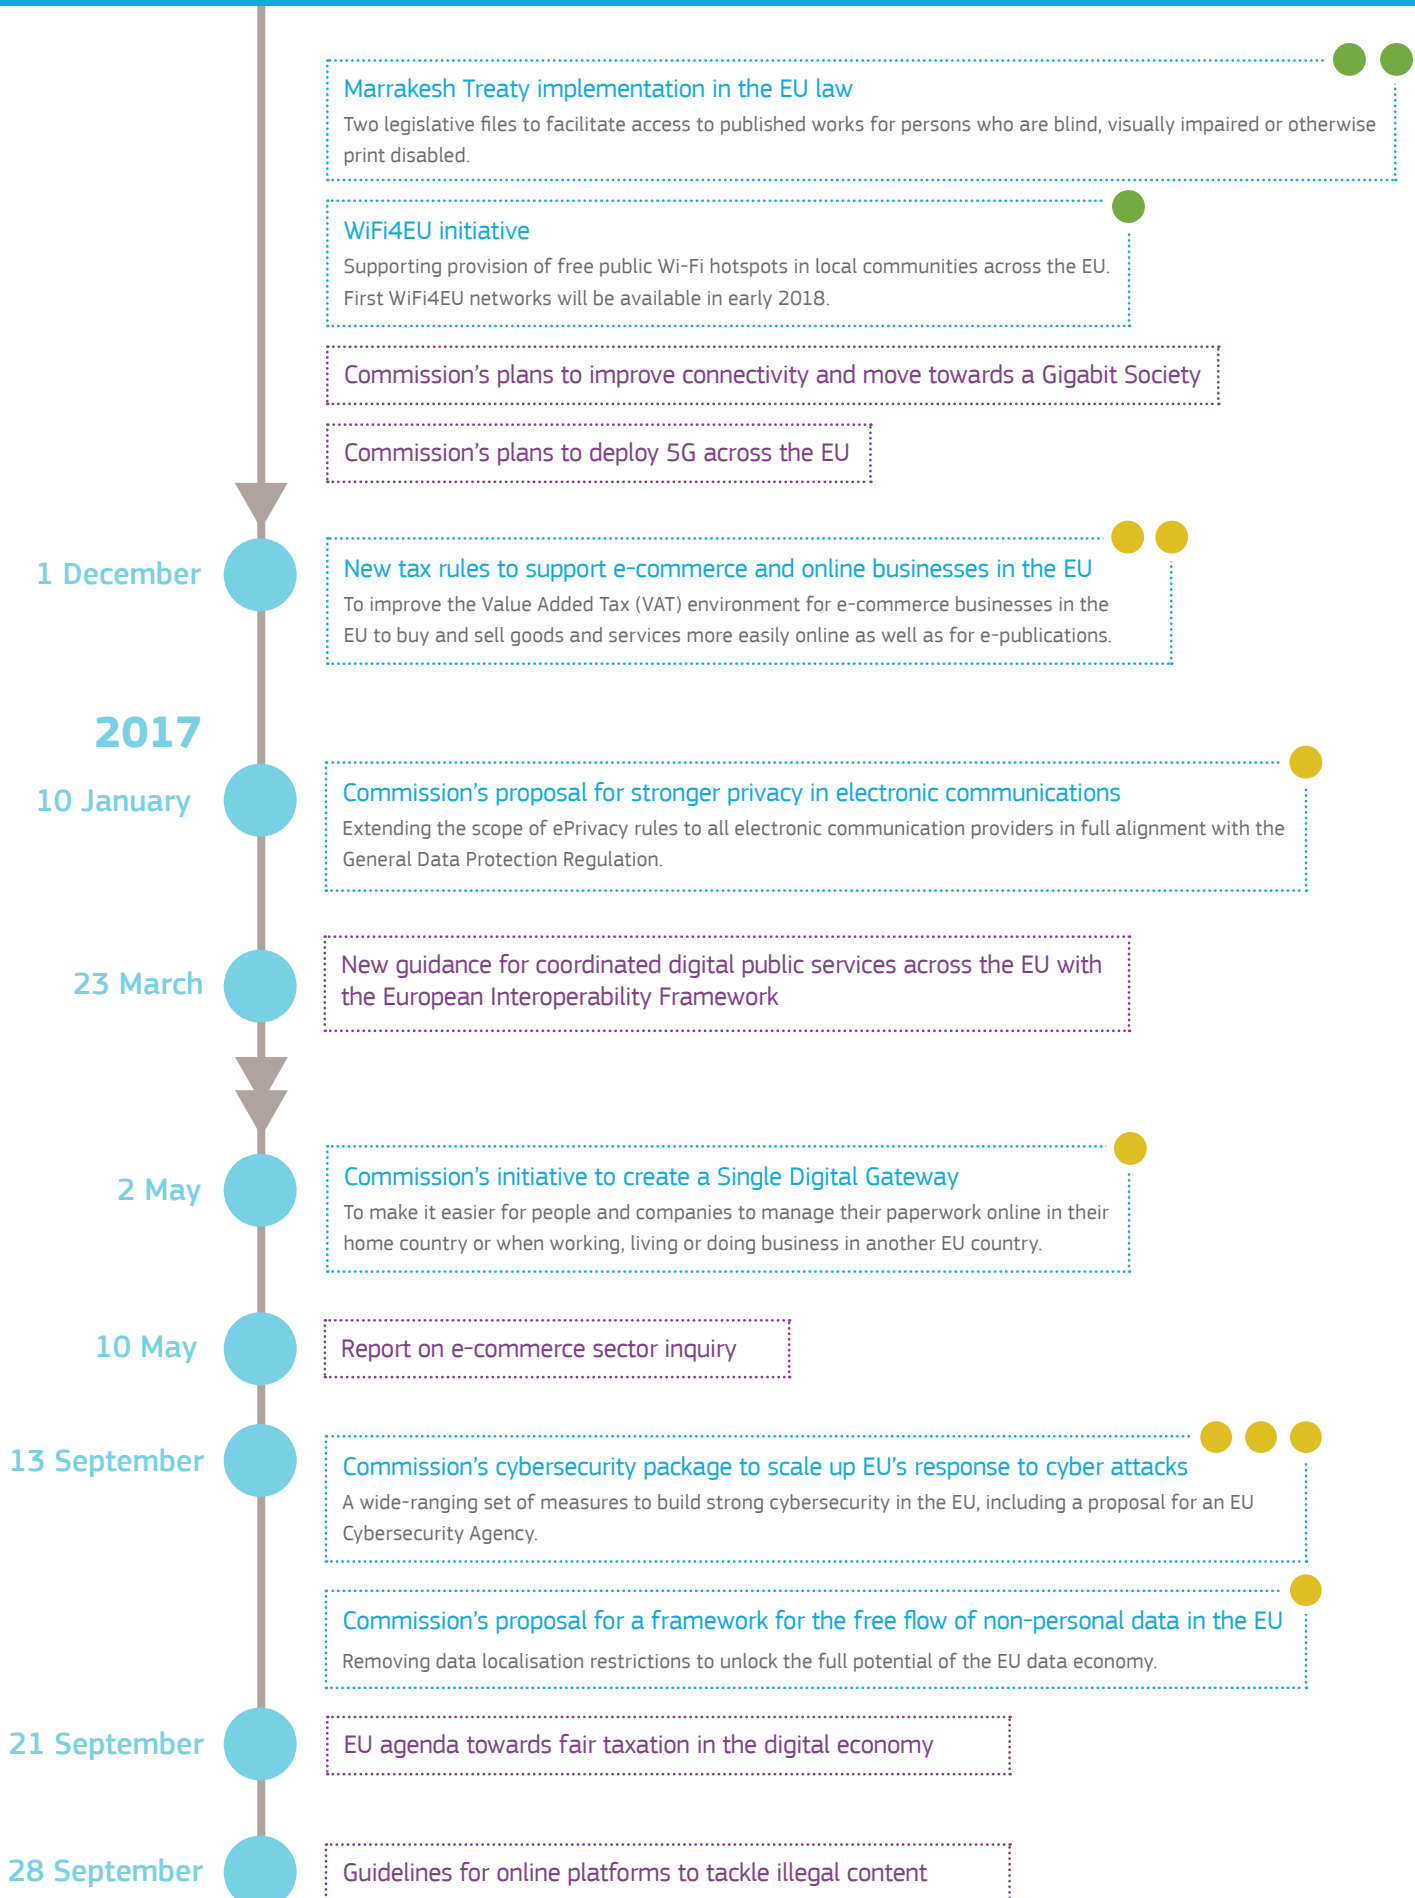 Marrakesh Treaty implementation in the EU law
Two legislative files to facilitate access to published works for persons who are blind, visually impaired or otherwise
print disabled.
WiFi4EU initiative
Supporting provision of free public Wi-Fi hotspots in local communities across the EU.
First WiFi4EU networks will be available in early 2018.
Commission's plans to improve connectivity and move towards a Gigabit Society
Commission's plans to deploy 5G across the EU
1 December
New tax rules to support e-commerce and online businesses in the EU
To improve the Value Added Tax (VAT) environment for e-commerce businesses in the
EU to buy and sell goods and services more easily online as well as for e-publications.
2017
10 January
Commission's proposal for stronger privacy in electronic communications
Extending the scope of ePrivacy rules to all electronic communication providers in full alignment with the
General Data Protection Regulation.
23 March
New guidance for coordinated digital public services across the EU with
the European Interoperability Framework
2 May
Commission's initiative to create a Single Digital Gateway
To make it easier for people and companies to manage their paperwork online in their
home country or when working, living or doing business in another EU country.
10 May
Report on e-commerce sector inquiry
13 September
Commission's cybersecurity package to scale up EU's response to cyber attacks
A wide-ranging set of measures to build strong cybersecurity in the EU, including a proposal for an EU
Cybersecurity Agency.
Commission's proposal for a framework for the free flow of non-personal data in the EU
Removing data localisation restrictions to unlock the full potential of the EU data economy.
21 September
EU agenda towards fair taxation in the digital economy
28 September
Guidelines for online platforms to tackle illegal content